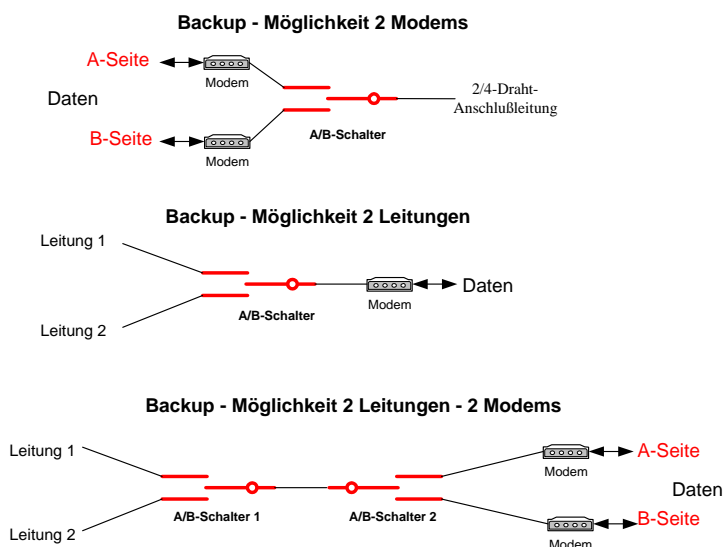 Backup - Möglichkeit 2 Modems
A-Seite
Modem
Daten
2/4-Draht-
Anschlußleitung
B-Seite
A/B-Schalter
Modem
Backup - Möglichkeit 2 Leitungen
Leitung 1
Daten
Modem
A/B-Schalter
Leitung 2
Backup - Möglichkeit 2 Leitungen - 2 Modems
Leitung 1
A-Seite
Modem
Daten
A/B-Schalter 1
A/B-Schalter 2
B-Seite
Leitung 2
Modem